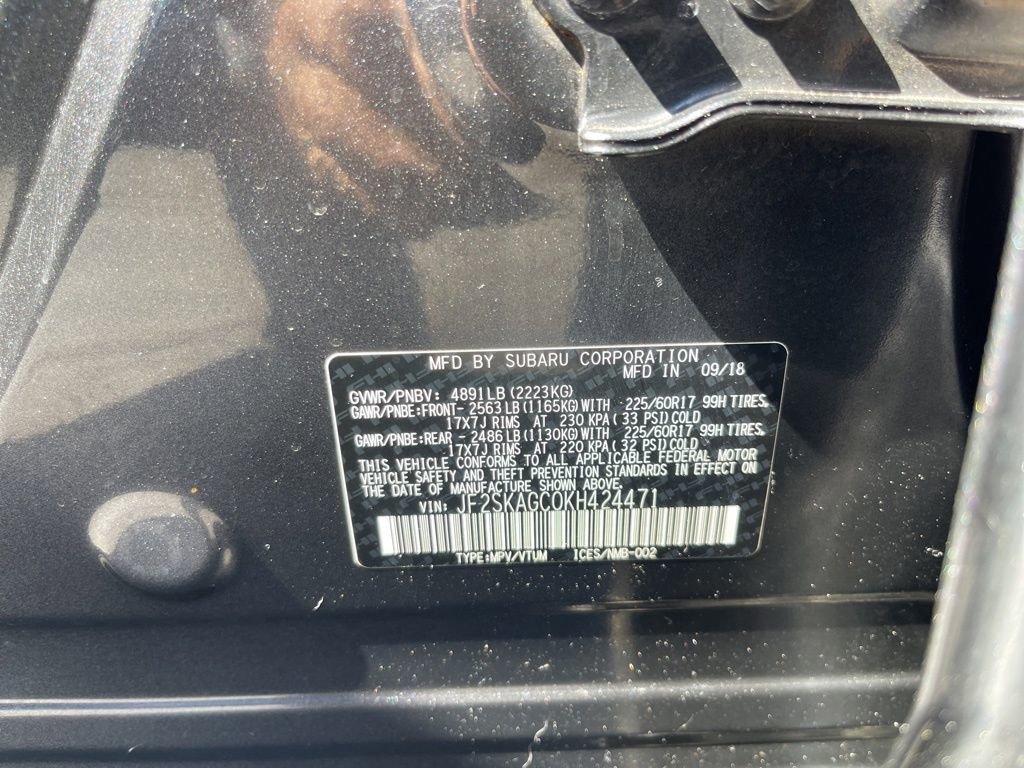 MFD BY SUBARU CORPORATION
MFD IN 09/18
GVWR/PNBV: 4891LB(2223KG)
GAWR/PNBE:FRONT- 2563LB(1165KG)WITH 225/60R17 99H TIRES,
17X7J RIMS AT 230 KPA(33 PSI)COLD
GAWR/PNBE:REAR - 2486LB(1130KG)WITH 225/60R17 99H TIRES,
17X7J RIMS AT 220 KPA(32 PSI)COLD
THIS VEHICLE CONFORMS TO ALL APPLICABLE FEDERAL MOTOR
VEHICLE SAFETY AND THEFT PREVENTION STANDARDS IN EFFECT ON
THE DATE OF MANUFACTURE SHOWN ABOVE.
VIN: JF2SKAGC0KH424471
TYPE:MPV/VTUM ICES/NMB-002